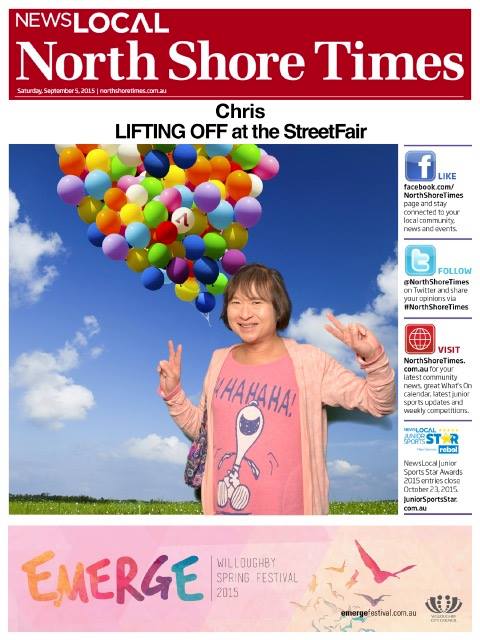 NEWSLOCAL
North Shore Times
Saturday, September 5, 2015 | northshoretimes.com.au
Chris
LIFTING OFF at the StreetFair
f LIKE
facebook.com/
NorthShoreTimes
page and stay
connected to your
local community,
news and events.
t FOLLOW
@NorthShoreTimes
on Twitter and share
your opinions via
#NorthShoreTimes
VISIT
NorthShoreTimes.
com.au for your
latest community
news, great What's On
calendar, latest junior
sports updates and
weekly competitions.
NEWSLOCAL
JUNIOR
SPORTS
STAR
rebel
NewsLocal Junior
Sports Star Awards
2015 entries close
October 23, 2015.
JuniorSportsStar.
com.au
HAHAHA!
EMERGE
WILLOUGHBY
SPRING FESTIVAL
2015
emergefestival.com.au
WILLOUGHBY
CITY COUNCIL